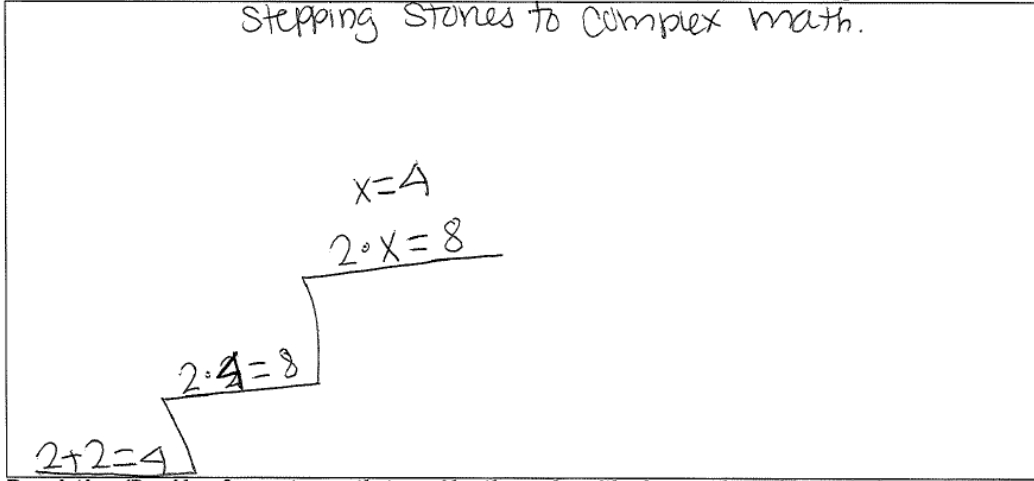 Stepping Stones to complex math.
x=4
2·x=8
2·4=8
2+2=4